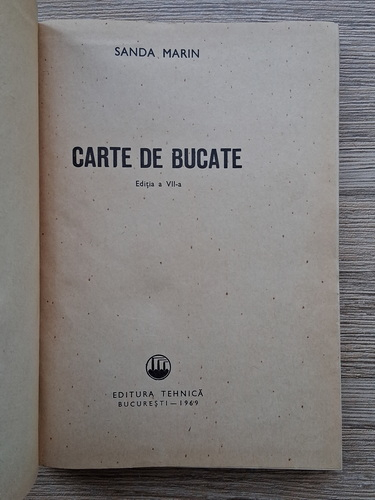 SANDA MARIN
CARTE DE BUCATE
Ediția a VII-a
EDITURA TEHNICĂ
BUCUREȘTI — 1969